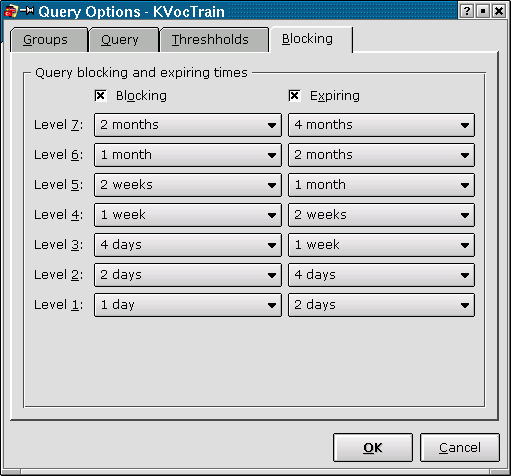 Query Options - KVocTrain
Groups Query Threshholds Blocking
Query blocking and expiring times
Blocking Expiring
Level 7: 2 months 4 months
Level 6: 1 month 2 months
Level 5: 2 weeks 1 month
Level 4: 1 week 2 weeks
Level 3: 4 days 1 week
Level 2: 2 days 4 days
Level 1: 1 day 2 days
OK Cancel